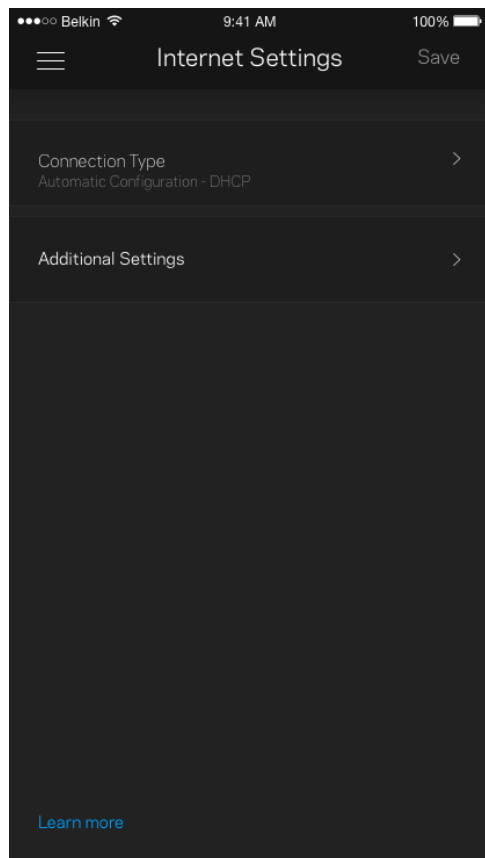 Belkin 9:41 AM 100%
Internet Settings Save
Connection Type
Automatic Configuration - DHCP
Additional Settings
Learn more